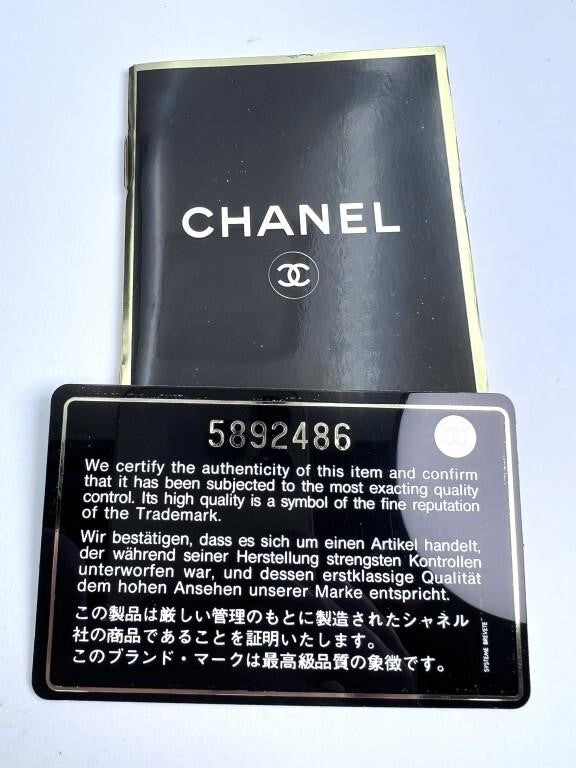 CHANEL
5892486
We certify the authenticity of this item and confirm
that it has been subjected to the most exacting quality
control. Its high quality is a symbol of the fine reputation
of the Trademark.
Wir bestätigen, dass es sich um einen Artikel handelt,
der während seiner Herstellung strengsten Kontrollen
unterworfen war, und dessen erstklassige Qualität
dem hohen Ansehen unserer Marke entspricht.
この製品は厳しい管理のもとに製造されたシャネル
社の商品であることを証明いたします。
このブランド・マークは最高級品質の象徴です。
SYSTEME BREVETE